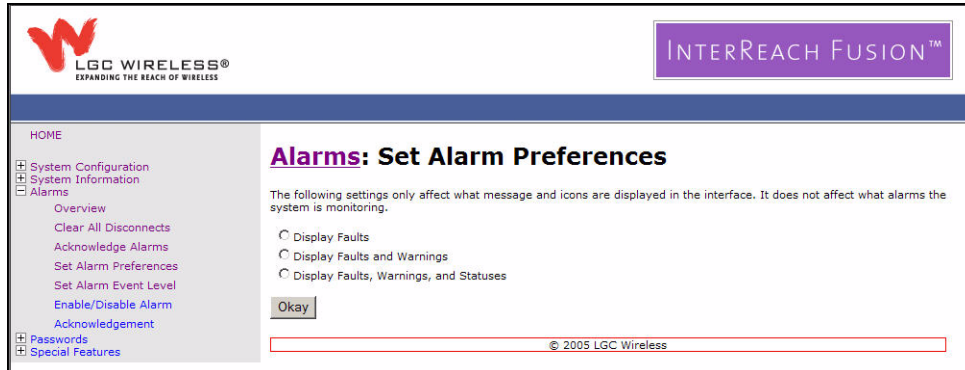 LGC WIRELESS®
EXPANDING THE REACH OF WIRELESS
INTERREACH FUSION™
HOME
System Configuration
System Information
Alarms
Overview
Clear All Disconnects
Acknowledge Alarms
Set Alarm Preferences
Set Alarm Event Level
Enable/Disable Alarm
Acknowledgement
Passwords
Special Features
Alarms: Set Alarm Preferences
The following settings only affect what message and icons are displayed in the interface. It does not affect what alarms the
system is monitoring.
Display Faults
Display Faults and Warnings
Display Faults, Warnings, and Statuses
Okay
© 2005 LGC Wireless